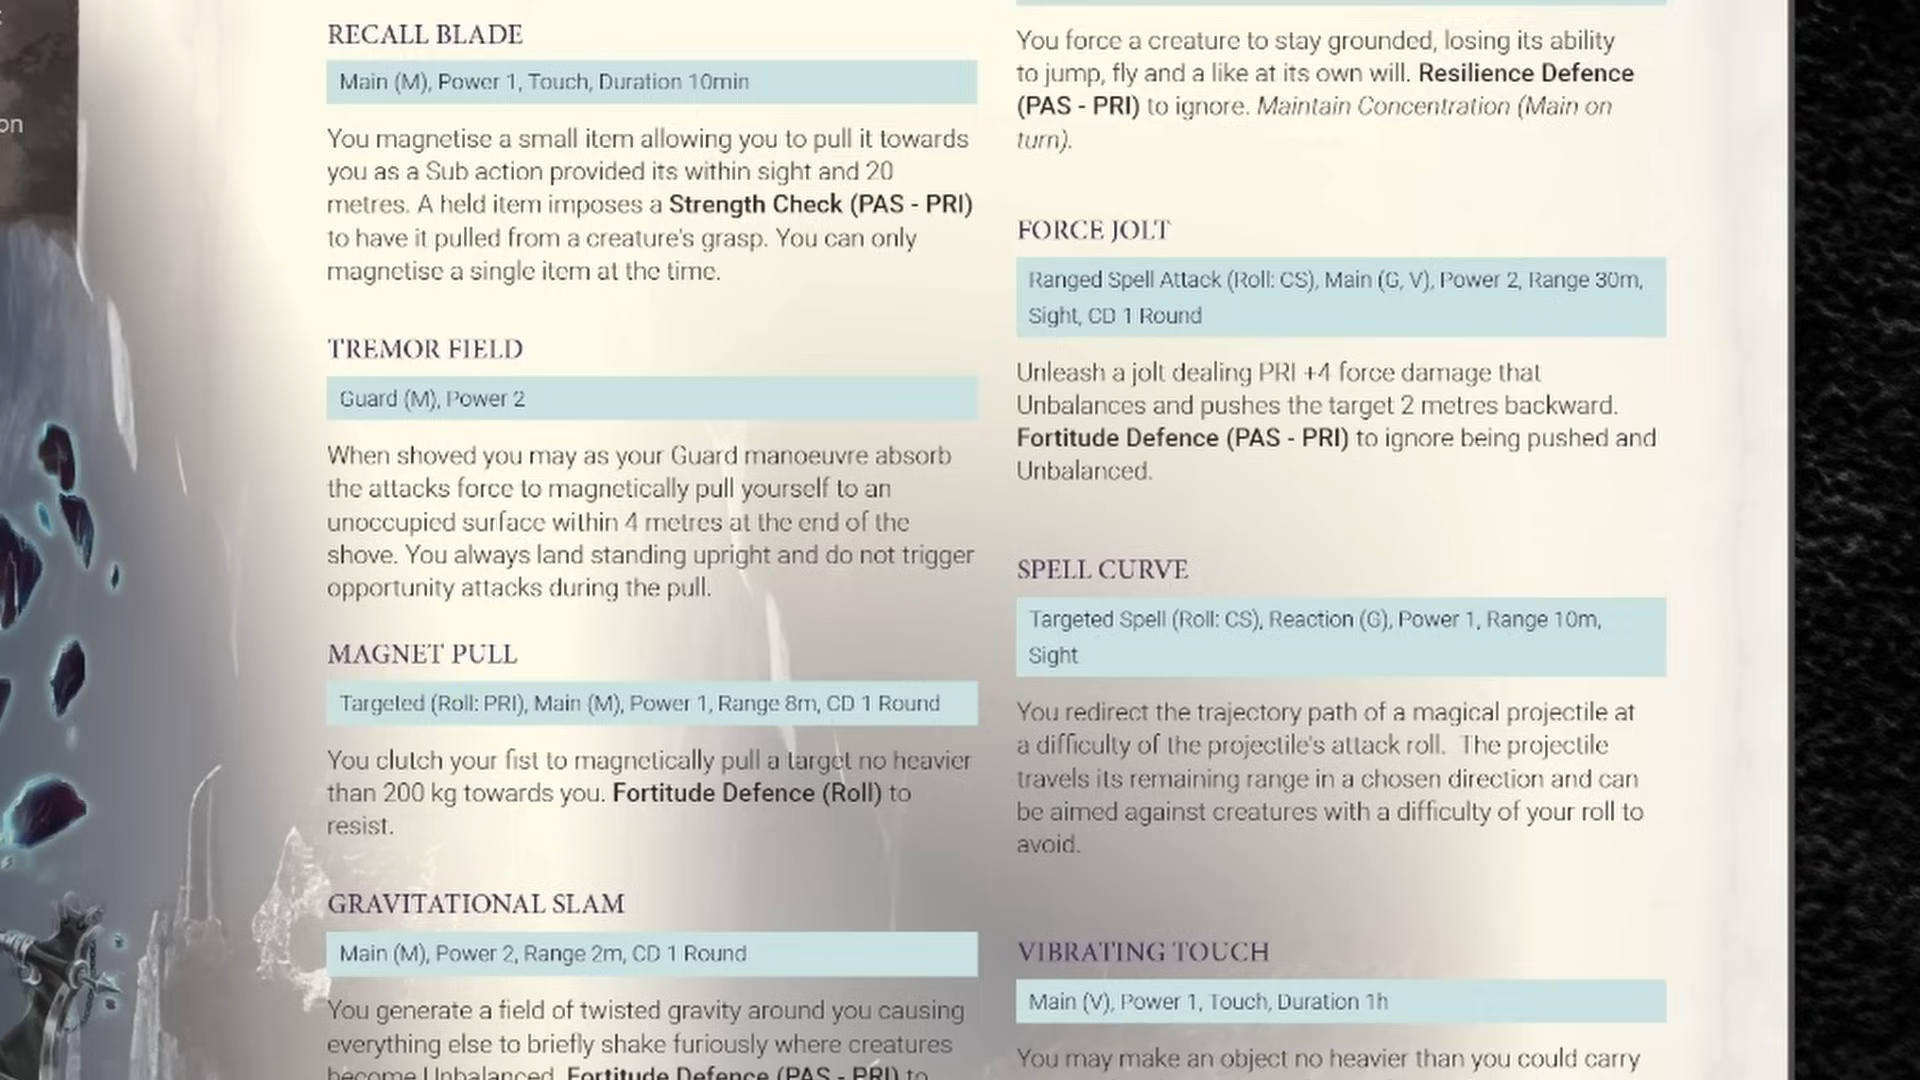 on
RECALL BLADE
Main (M), Power 1, Touch, Duration 10min
You magnetise a small item allowing you to pull it towards
you as a Sub action provided its within sight and 20
metres. A held item imposes a Strength Check (PAS - PRI)
to have it pulled from a creature's grasp. You can only
magnetise a single item at the time.
TREMOR FIELD
Guard (M), Power 2
When shoved you may as your Guard manoeuvre absorb
the attacks force to magnetically pull yourself to an
unoccupied surface within 4 metres at the end of the
shove. You always land standing upright and do not trigger
opportunity attacks during the pull.
MAGNET PULL
Targeted (Roll: PRI), Main (M), Power 1, Range 8m, CD 1 Round
You clutch your fist to magnetically pull a target no heavier
than 200 kg towards you. Fortitude Defence (Roll) to
resist.
GRAVITATIONAL SLAM
Main (M), Power 2, Range 2m, CD 1 Round
You generate a field of twisted gravity around you causing
everything else to briefly shake furiously where creatures
become Unbalanced. Fortitude Defence (PAS - PRI) to
You force a creature to stay grounded, losing its ability
to jump, fly and a like at its own will. Resilience Defence
(PAS - PRI) to ignore. Maintain Concentration (Main on
turn).
FORCE JOLT
Ranged Spell Attack (Roll: CS), Main (G, V), Power 2, Range 30m,
Sight, CD 1 Round
Unleash a jolt dealing PRI +4 force damage that
Unbalances and pushes the target 2 metres backward.
Fortitude Defence (PAS - PRI) to ignore being pushed and
Unbalanced.
SPELL CURVE
Targeted Spell (Roll: CS), Reaction (G), Power 1, Range 10m,
Sight
You redirect the trajectory path of a magical projectile at
a difficulty of the projectile's attack roll. The projectile
travels its remaining range in a chosen direction and can
be aimed against creatures with a difficulty of your roll to
avoid.
VIBRATING TOUCH
Main (V), Power 1, Touch, Duration 1h
You may make an object no heavier than you could carry